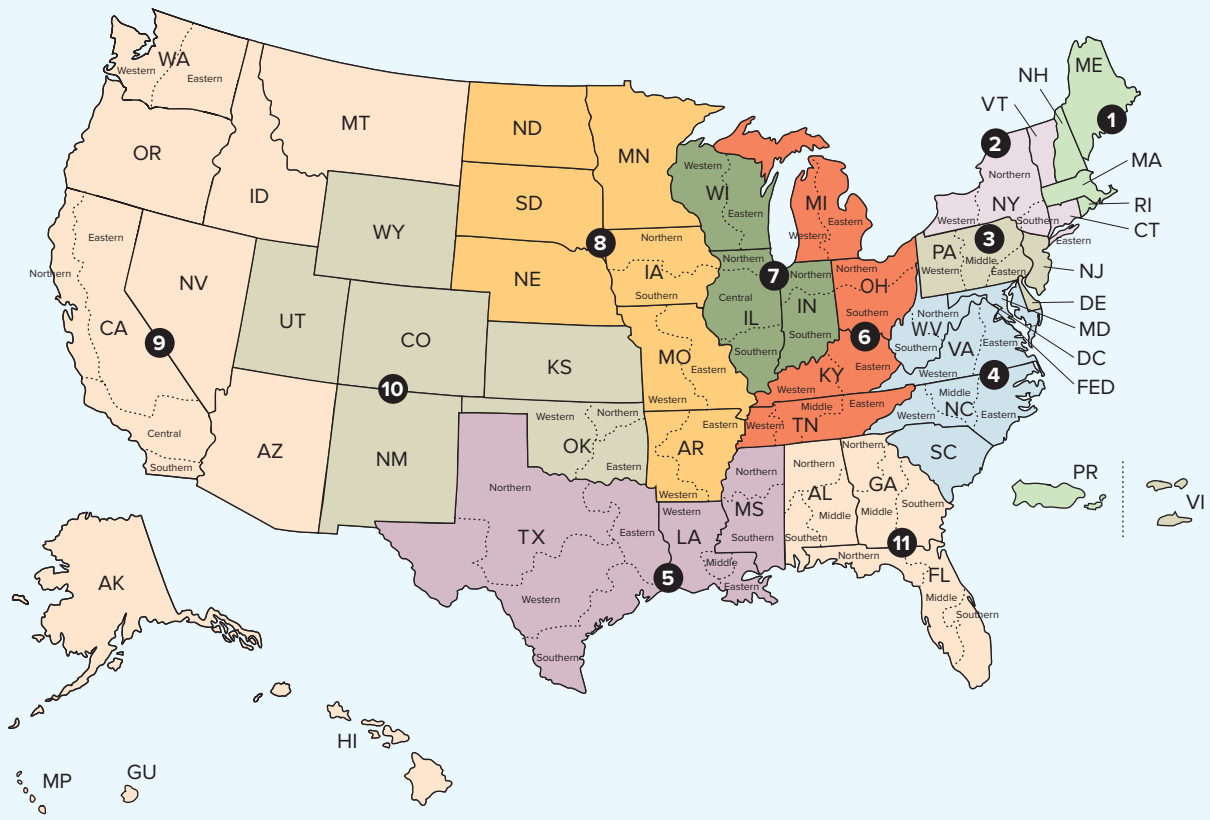 WA
Western
Eastern
OR
ID
MT
ND
SD
NE
MN
WY
NV
UT
CO
KS
CA
Northern
Eastern
Central
Southern
9
AZ
NM
10
OK
Western
Northern
Eastern
TX
Northern
Eastern
Western
Southern
5
8
IA
Northern
Southern
MO
Eastern
Western
AR
Eastern
Western
LA
Western
Middle
Eastern
MS
Northern
Southern
WI
Western
Eastern
7
IL
Northern
Central
Southern
IN
Northern
Southern
MI
Western
Eastern
OH
Northern
Southern
6
KY
Western
Eastern
TN
Western
Middle
Eastern
AL
Northern
Middle
Southern
GA
Northern
Middle
Southern
11
FL
Northern
Middle
Southern
SC
NC
Western
Middle
Eastern
4
VA
Western
Eastern
WV
Northern
Southern
PA
Western
Middle
Eastern
3
NY
Northern
Western
Southern
Eastern
2
VT
NH
ME
1
MA
RI
CT
NJ
DE
MD
DC
FED
PR
VI
AK
HI
GU
MP